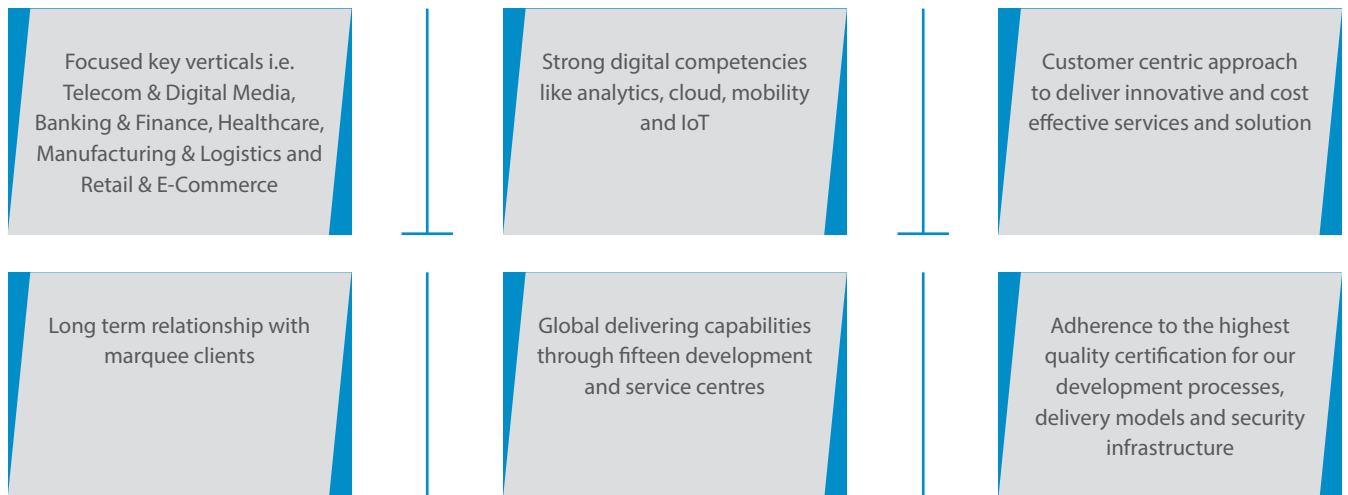 Focused key verticals i.e.
Telecom & Digital Media,
Banking & Finance, Healthcare,
Manufacturing & Logistics and
Retail & E-Commerce
Strong digital competencies
like analytics, cloud, mobility
and IoT
Customer centric approach
to deliver innovative and cost
effective services and solution
Long term relationship with
marquee clients
Global delivering capabilities
through fifteen development
and service centres
Adherence to the highest
quality certification for our
development processes,
delivery models and security
infrastructure